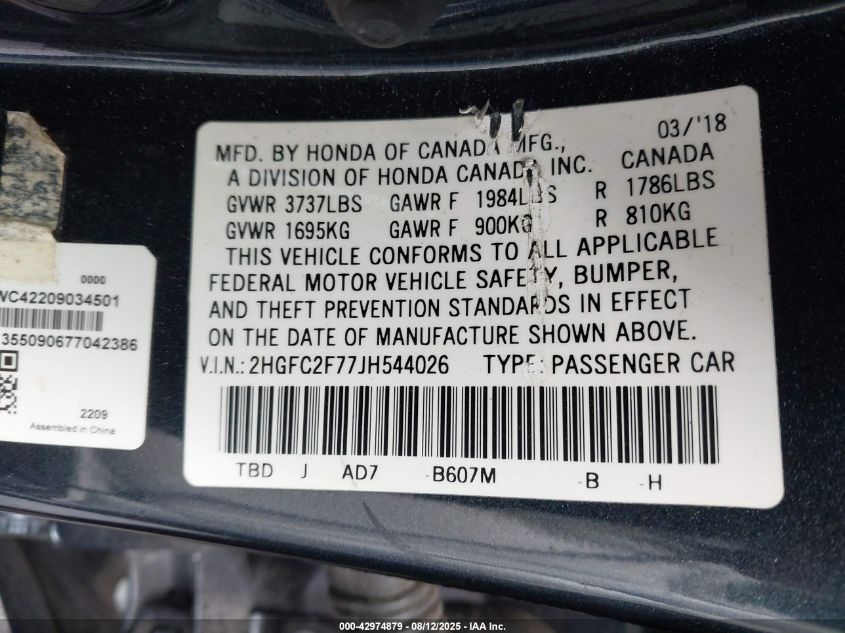 MFD. BY HONDA OF CANADA MFG., 03/'18
A DIVISION OF HONDA CANADA INC. CANADA
GVWR 3737LBS GAWR F 1984LBS R 1786LBS
GVWR 1695KG GAWR F 900KG R 810KG
THIS VEHICLE CONFORMS TO ALL APPLICABLE
FEDERAL MOTOR VEHICLE SAFETY, BUMPER,
AND THEFT PREVENTION STANDARDS IN EFFECT
ON THE DATE OF MANUFACTURE SHOWN ABOVE.
V.I.N.: 2HGFC2F77JH544026 TYPE: PASSENGER CAR
TBD J AD7 -B607M -B -H
0000
WC42209034501
355090677042386
2209
Assembled in China
000-42974879 - 08/12/2025 - IAA Inc.